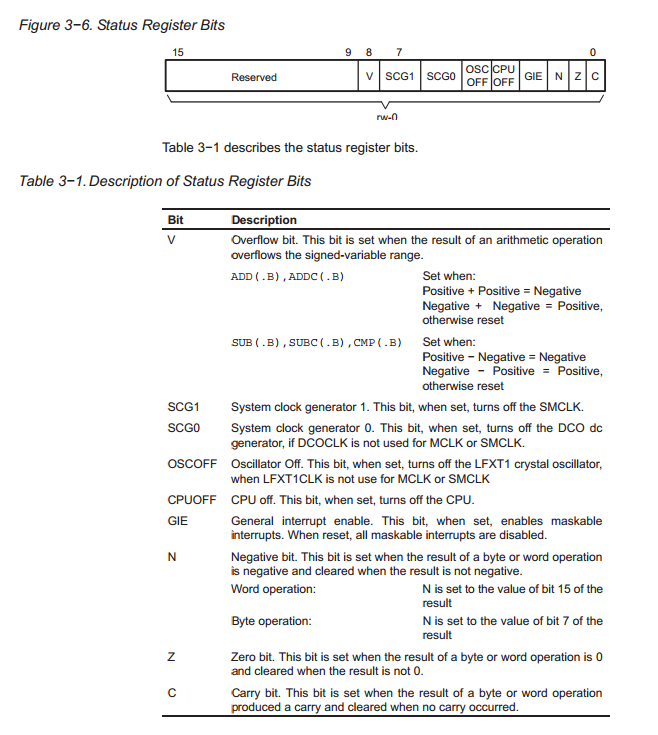 Figure 3−6. Status Register Bits
15 9 8 7 0
Reserved V SCG1 SCG0 OSC OFF CPU OFF GIE N Z C
rw-0
Table 3−1 describes the status register bits.
Table 3−1. Description of Status Register Bits
Bit Description
V Overflow bit. This bit is set when the result of an arithmetic operation
overflows the signed-variable range.
ADD(.B),ADDC(.B) Set when:
Positive + Positive = Negative
Negative + Negative = Positive,
otherwise reset
SUB(.B),SUBC(.B),CMP(.B) Set when:
Positive − Negative = Negative
Negative − Positive = Positive,
otherwise reset
SCG1 System clock generator 1. This bit, when set, turns off the SMCLK.
SCG0 System clock generator 0. This bit, when set, turns off the DCO dc
generator, if DCOCLK is not used for MCLK or SMCLK.
OSCOFF Oscillator Off. This bit, when set, turns off the LFXT1 crystal oscillator,
when LFXT1CLK is not use for MCLK or SMCLK
CPUOFF CPU off. This bit, when set, turns off the CPU.
GIE General interrupt enable. This bit, when set, enables maskable
interrupts. When reset, all maskable interrupts are disabled.
N Negative bit. This bit is set when the result of a byte or word operation
is negative and cleared when the result is not negative.
Word operation: N is set to the value of bit 15 of the
result
Byte operation: N is set to the value of bit 7 of the
result
Z Zero bit. This bit is set when the result of a byte or word operation is 0
and cleared when the result is not 0.
C Carry bit. This bit is set when the result of a byte or word operation
produced a carry and cleared when no carry occurred.